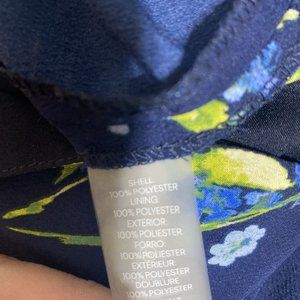 SHELL
100% POLYESTER
LINING:
100% POLYESTER
EXTERIOR:
100% POLIESTER
FORRO:
100% POLIESTER
EXTÉRIEUR:
100% POLYESTER
DOUBLURE
100% POLYESTER